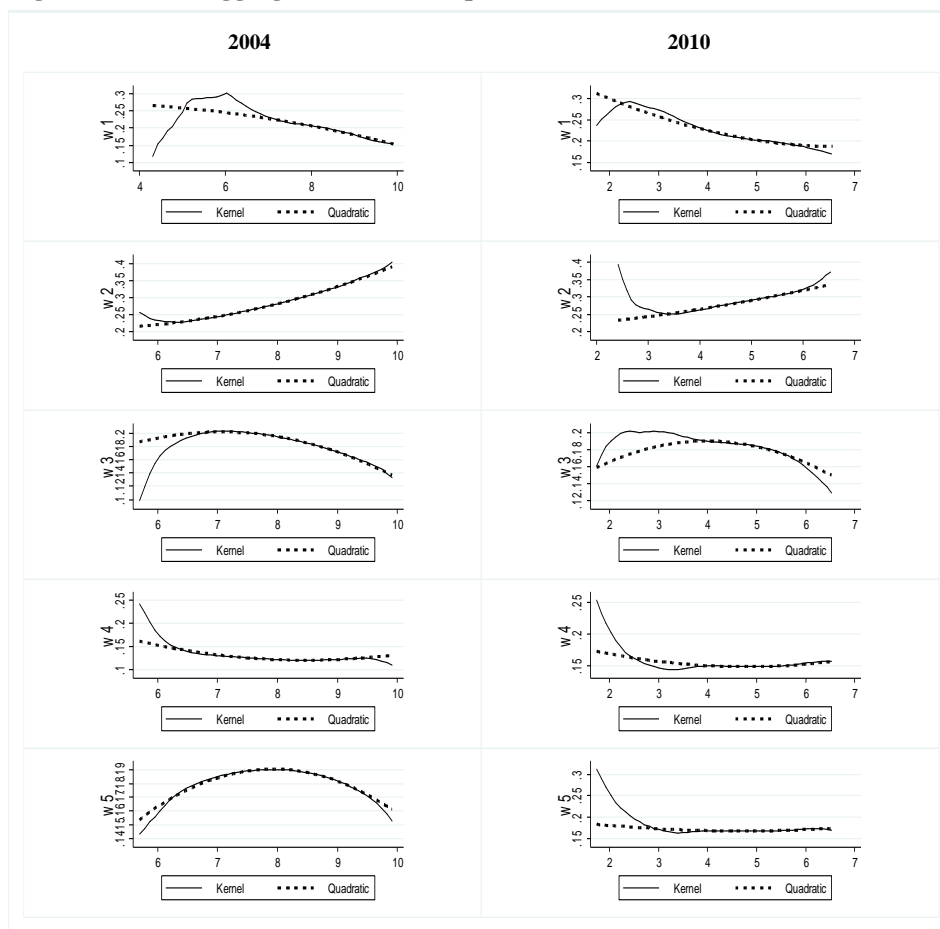 2004 2010
w 1
.1 .15 .2 .25 .3
4 6 8 10
Kernel Quadratic
w 1
.15 .2 .25 .3
2 3 4 5 6 7
Kernel Quadratic
w 2
.2 .25 .3 .35 .4
6 7 8 9 10
Kernel Quadratic
w 2
.2 .25 .3 .35 .4
2 3 4 5 6 7
Kernel Quadratic
w 3
.1 .12 .14 .16 .18 .2
6 7 8 9 10
Kernel Quadratic
w 3
.12 .14 .16 .18 .2
2 3 4 5 6 7
Kernel Quadratic
w 4
.1 .15 .25
6 7 8 9 10
Kernel Quadratic
w 4
.15 .2 .25
2 3 4 5 6 7
Kernel Quadratic
w 5
.14 .15 .16 .17 .18 .19
6 7 8 9 10
Kernel Quadratic
w 5
.15 .2 .25 .3
2 3 4 5 6 7
Kernel Quadratic